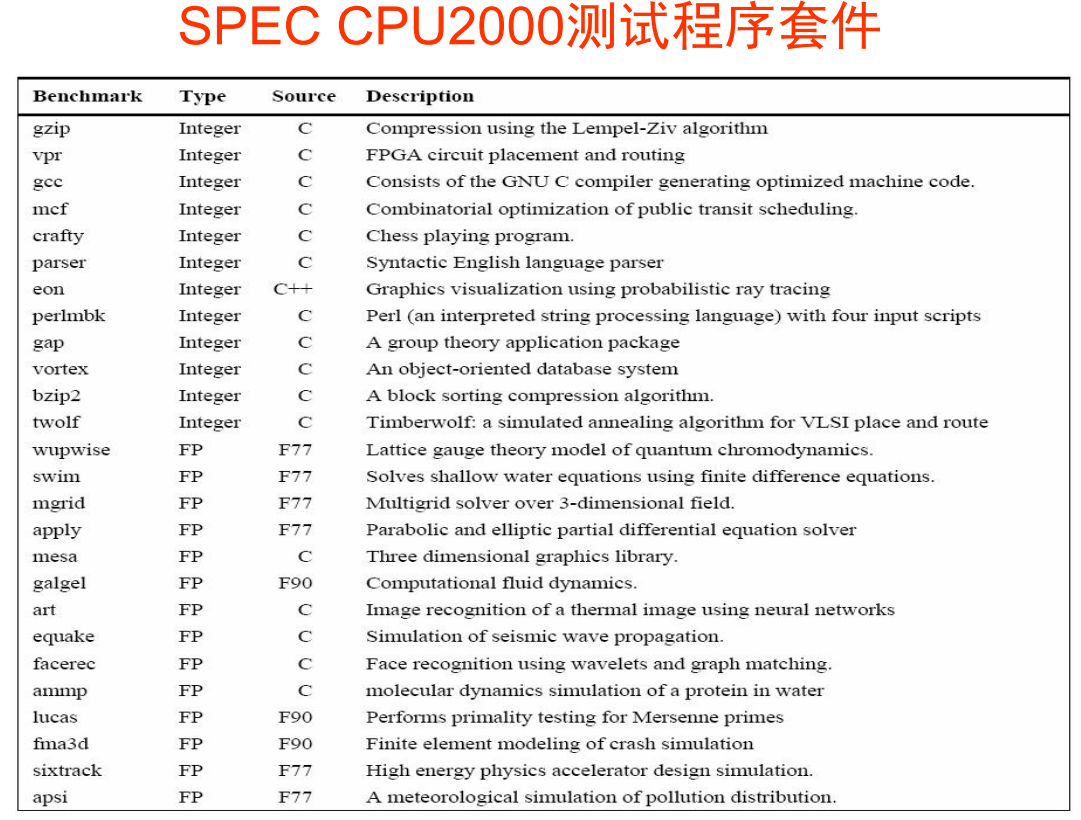 SPEC CPU2000测试程序套件
Benchmark Type Source Description
gzip Integer C Compression using the Lempel-Ziv algorithm
vpr Integer C FPGA circuit placement and routing
gcc Integer C Consists of the GNU C compiler generating optimized machine code.
mcf Integer C Combinatorial optimization of public transit scheduling.
crafty Integer C Chess playing program.
parser Integer C Syntactic English language parser
eon Integer C++ Graphics visualization using probabilistic ray tracing
perlmbk Integer C Perl (an interpreted string processing language) with four input scripts
gap Integer C A group theory application package
vortex Integer C An object-oriented database system
bzip2 Integer C A block sorting compression algorithm.
twolf Integer C Timberwolf: a simulated annealing algorithm for VLSI place and route
wupwise FP F77 Lattice gauge theory model of quantum chromodynamics.
swim FP F77 Solves shallow water equations using finite difference equations.
mgrid FP F77 Multigrid solver over 3-dimensional field.
apply FP F77 Parabolic and elliptic partial differential equation solver
mesa FP C Three dimensional graphics library.
galgel FP F90 Computational fluid dynamics.
art FP C Image recognition of a thermal image using neural networks
equake FP C Simulation of seismic wave propagation.
facerec FP C Face recognition using wavelets and graph matching.
ammp FP C molecular dynamics simulation of a protein in water
lucas FP F90 Performs primality testing for Mersenne primes
fma3d FP F90 Finite element modeling of crash simulation
sixtrack FP F77 High energy physics accelerator design simulation.
apsi FP F77 A meteorological simulation of pollution distribution.